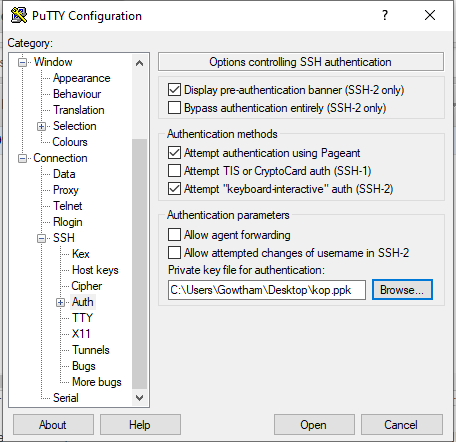 PuTTY Configuration
Category:
Window
Appearance
Behaviour
Translation
Selection
Colours
Connection
Data
Proxy
Telnet
Rlogin
SSH
Kex
Host keys
Cipher
Auth
TTY
X11
Tunnels
Bugs
More bugs
Serial
Options controlling SSH authentication
Display pre-authentication banner (SSH-2 only)
Bypass authentication entirely (SSH-2 only)
Authentication methods
Attempt authentication using Pageant
Attempt TIS or CryptoCard auth (SSH-1)
Attempt "keyboard-interactive" auth (SSH-2)
Authentication parameters
Allow agent forwarding
Allow attempted changes of username in SSH-2
Private key file for authentication:
C:\Users\Gowtham\Desktop\kop.ppk Browse...
About Help Open Cancel